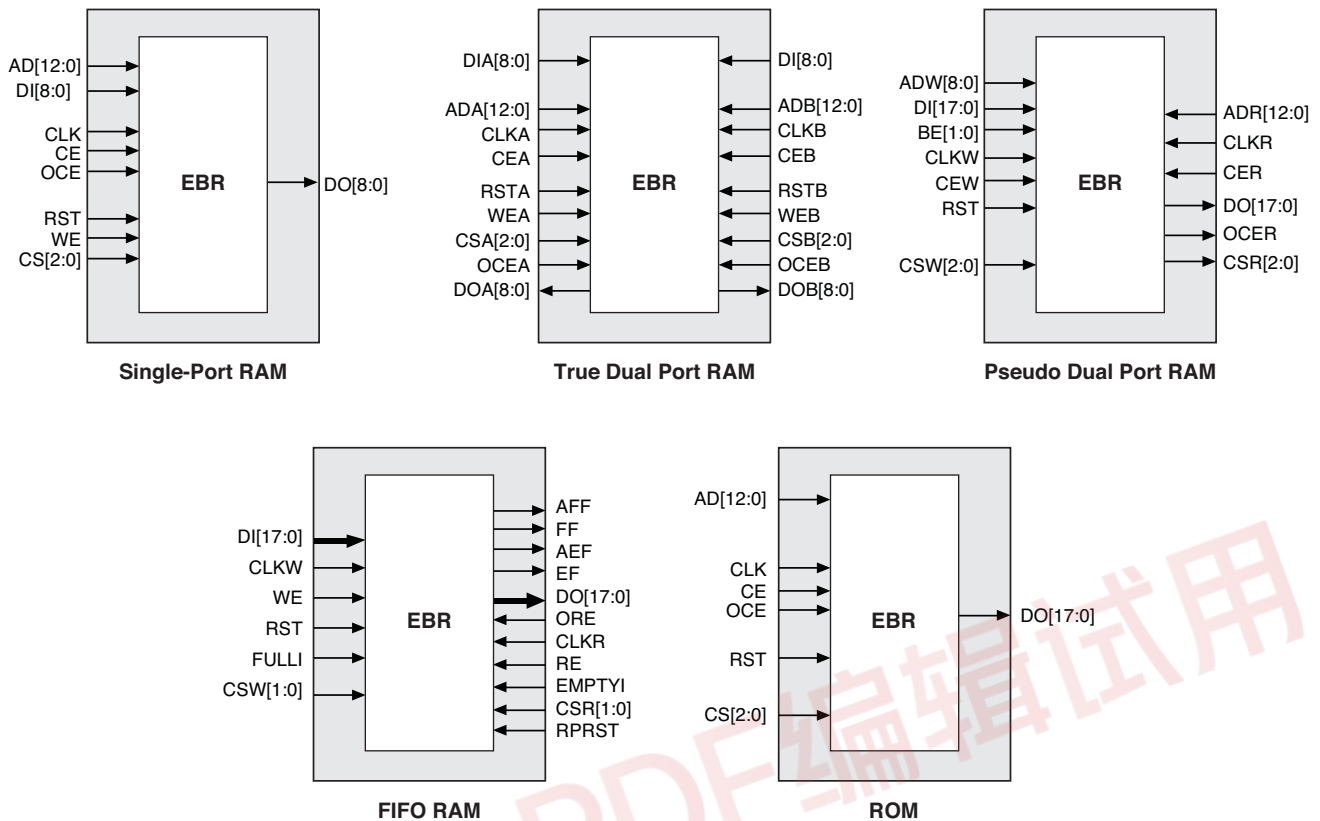 AD[12:0]
DI[8:0]
CLK
CE
OCE
RST
WE
CS[2:0]
EBR
DO[8:0]
Single-Port RAM
DIA[8:0]
ADA[12:0]
CLKA
CEA
RSTA
WEA
CSA[2:0]
OCEA
DOA[8:0]
EBR
DI[8:0]
ADB[12:0]
CLKB
CEB
RSTB
WEB
CSB[2:0]
OCEB
DOB[8:0]
True Dual Port RAM
ADW[8:0]
DI[17:0]
BE[1:0]
CLKW
CEW
RST
CSW[2:0]
EBR
ADR[12:0]
CLKR
CER
DO[17:0]
OCER
CSR[2:0]
Pseudo Dual Port RAM
DI[17:0]
CLKW
WE
RST
FULLI
CSW[1:0]
EBR
AFF
FF
AEF
EF
DO[17:0]
ORE
CLKR
RE
EMPTYI
CSR[1:0]
RPRST
FIFO RAM
AD[12:0]
CLK
CE
OCE
RST
CS[2:0]
EBR
DO[17:0]
ROM
PDF编辑试用